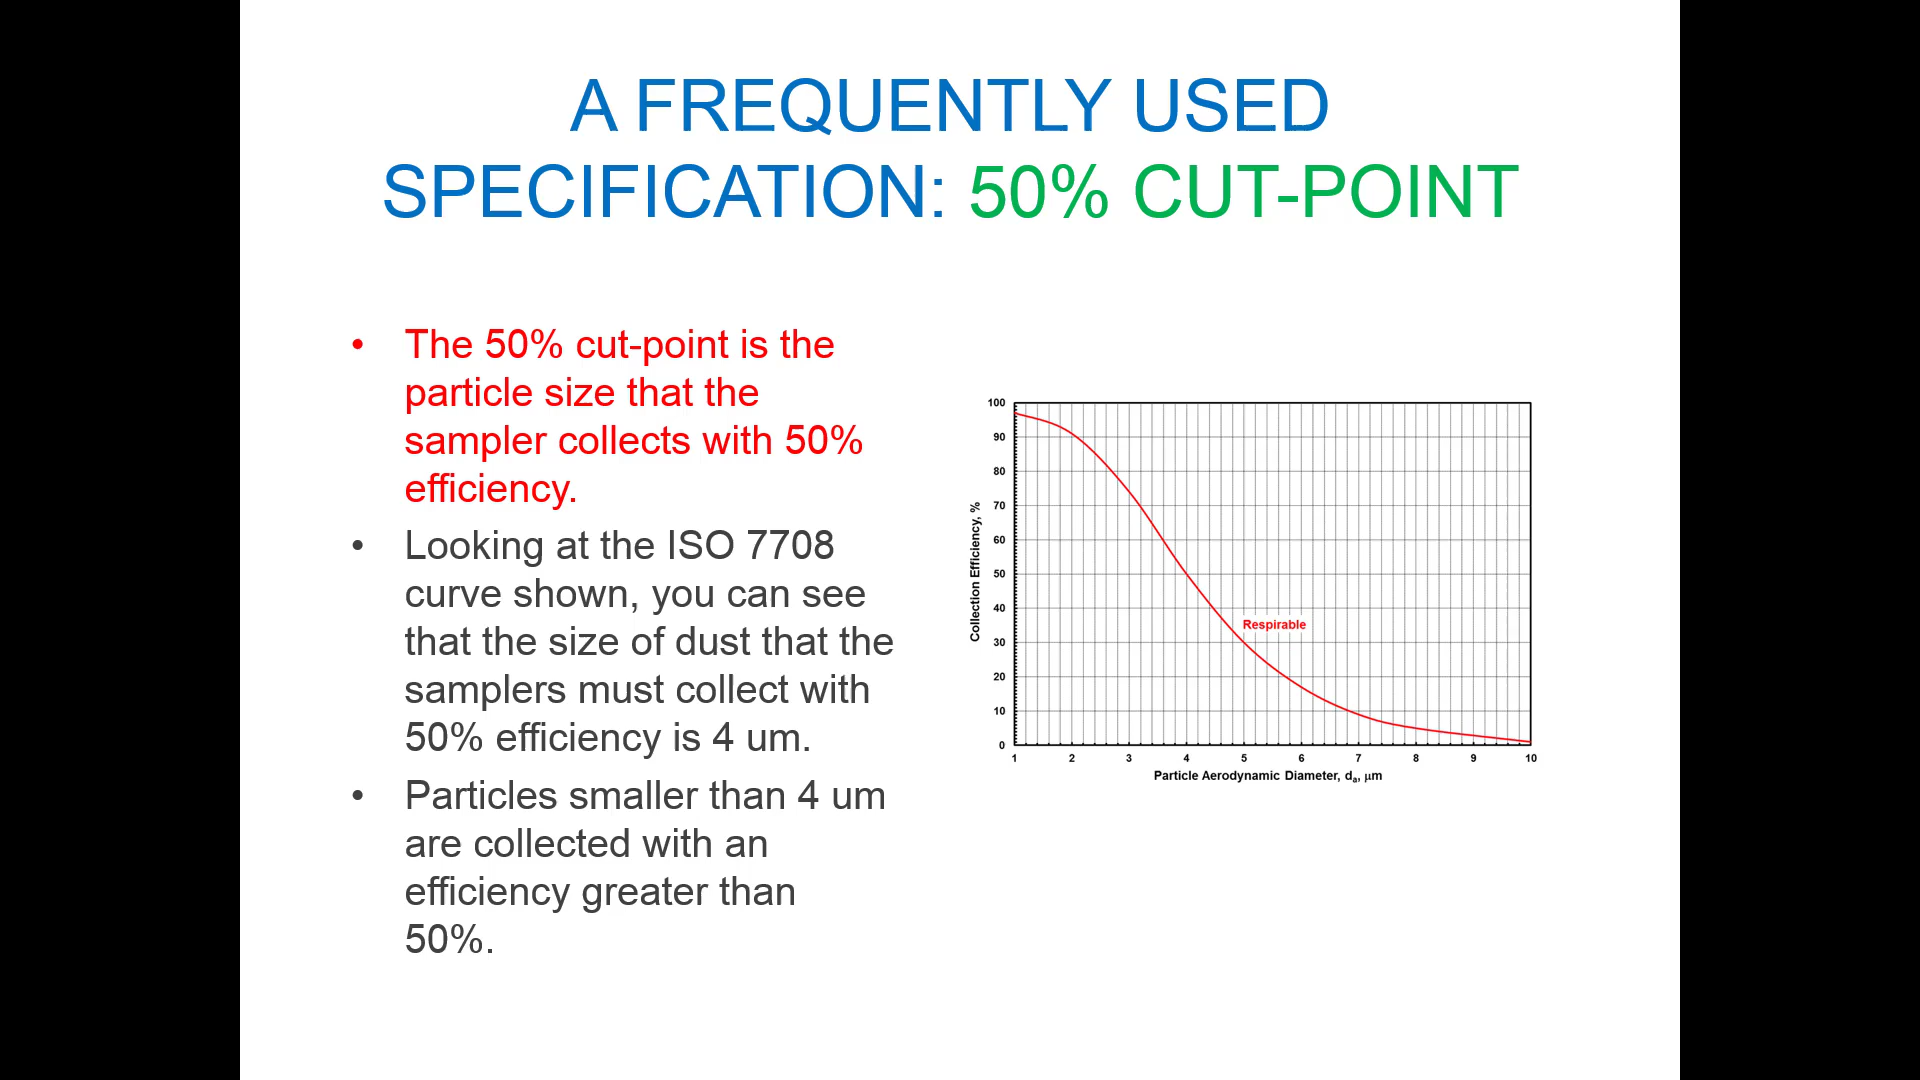 A FREQUENTLY USED
SPECIFICATION: 50% CUT-POINT
• The 50% cut-point is the
particle size that the
sampler collects with 50%
efficiency.
• Looking at the ISO 7708
curve shown, you can see
that the size of dust that the
samplers must collect with
50% efficiency is 4 um.
• Particles smaller than 4 um
are collected with an
efficiency greater than
50%.
Collection Efficiency, %
100
90
80
70
60
50
40
30
20
10
0
Respirable
1 2 3 4 5 6 7 8 9 10
Particle Aerodynamic Diameter, da, µm